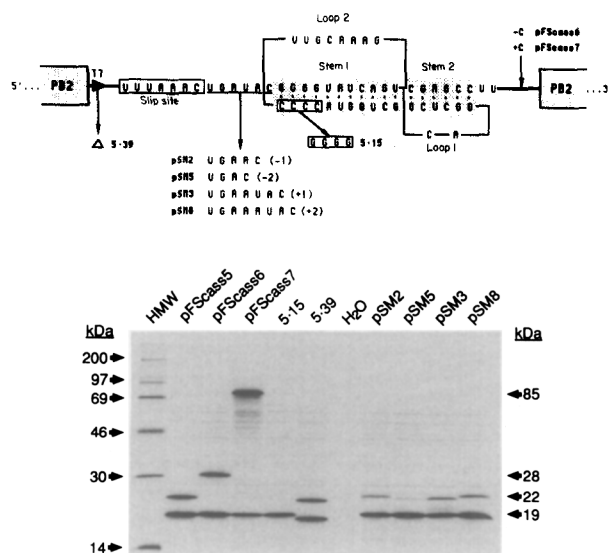 Loop 2
U U G C A A A G
-C pFScass6
+C pFScass7
T7
Stem 1
Stem 2
5'... PB2
U U U A A A C U G A U A C G G G G
C C U U
PB2 ...3
Slip site
C C C C A U G G U C G C U C G G
Δ 5·39
G G G G 5·15
C A
Loop 1
pSM2 U G A A C (-1)
pSM5 U G A C (-2)
pSM3 U G A A U A C (+1)
pSM8 U G A A A U A C (+2)
HMW pFScass5 pFScass6 pFScass7 5·15 5·39 H2O pSM2 pSM5 pSM3 pSM8
kDa kDa
200
97
69 85
46
30 28
22
19
14